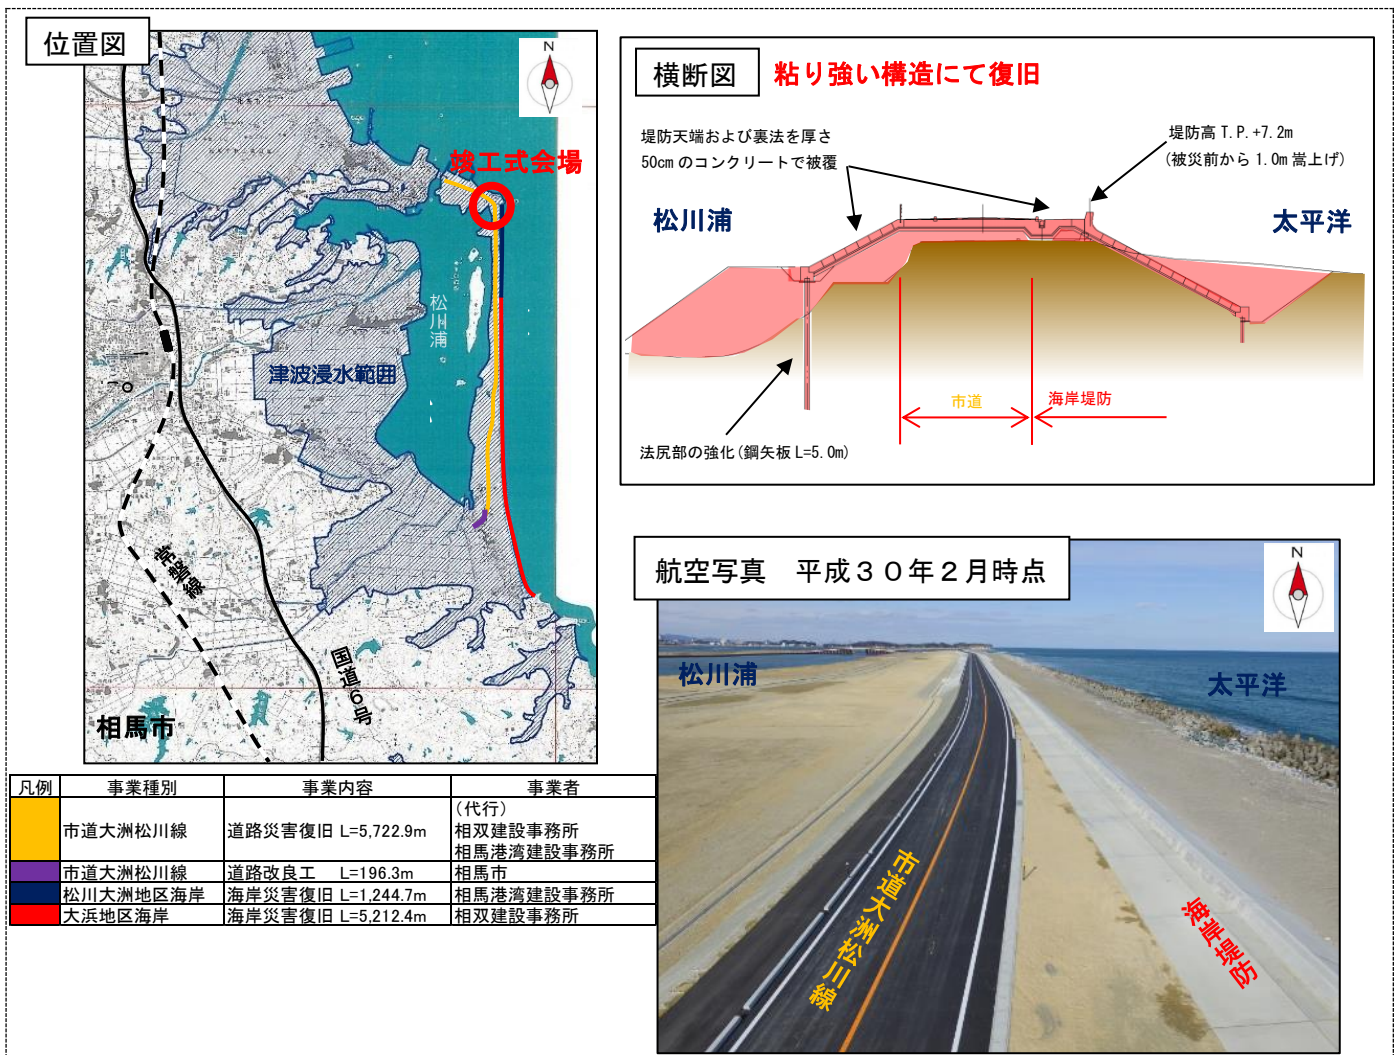 位置図
N
竣工式会場
松川浦
津波浸水範囲
常磐線
国道6号
相馬市
横断図
粘り強い構造にて復旧
堤防天端および裏法を厚さ
50cmのコンクリートで被覆
堤防高 T.P.+7.2m
(被災前から1.0m嵩上げ)
松川浦
太平洋
市道
海岸堤防
法尻部の強化(鋼矢板 L=5.0m)
凡例 事業種別 事業内容 事業者
市道大洲松川線 道路災害復旧 L=5,722.9m (代行)
相双建設事務所
相馬港湾建設事務所
市道大洲松川線 道路改良工 L=196.3m 相馬市
松川大洲地区海岸 海岸災害復旧 L=1,244.7m 相馬港湾建設事務所
大浜地区海岸 海岸災害復旧 L=5,212.4m 相双建設事務所
航空写真 平成30年2月時点
N
松川浦
太平洋
市道大洲松川線
海岸堤防